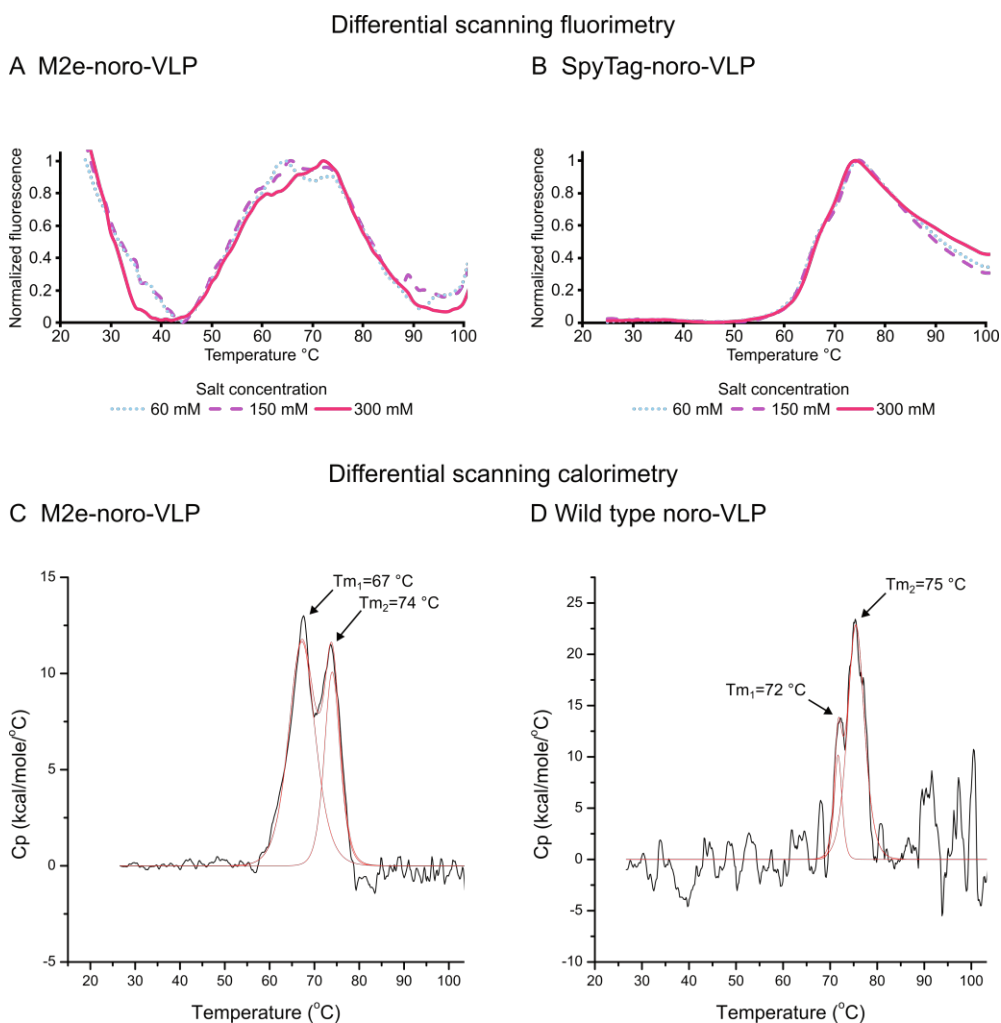 Differential scanning fluorimetry
A M2e-noro-VLP
B SpyTag-noro-VLP
Normalized fluorescence
1
0.8
0.6
0.4
0.2
0
20 30 40 50 60 70 80 90 100
Temperature °C
Salt concentration
60 mM 150 mM 300 mM
Normalized fluorescence
1
0.8
0.6
0.4
0.2
0
20 30 40 50 60 70 80 90 100
Temperature °C
Salt concentration
60 mM 150 mM 300 mM
Differential scanning calorimetry
C M2e-noro-VLP
D Wild type noro-VLP
Cp (kcal/mole/°C)
15
10
5
0
-5
Tm₁=67 °C
Tm₂=74 °C
20 30 40 50 60 70 80 90 100
Temperature (°C)
Cp (kcal/mole/°C)
25
20
15
10
5
0
-5
-10
Tm₂=75 °C
Tm₁=72 °C
20 30 40 50 60 70 80 90 100
Temperature (°C)